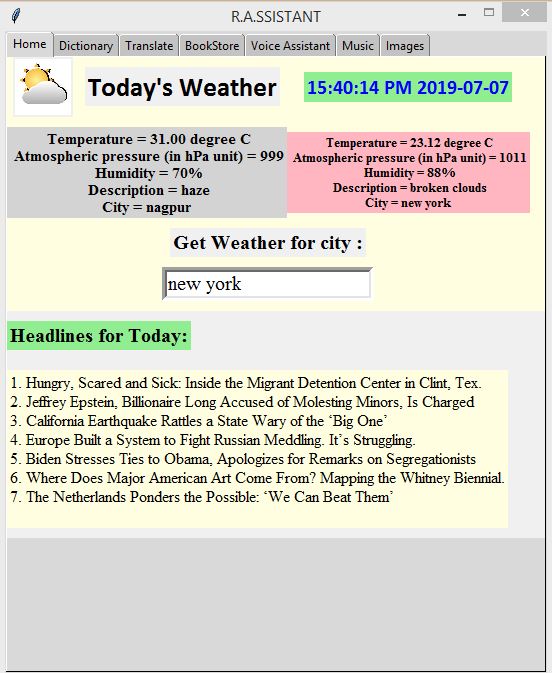 R.A.SSISTANT
Home Dictionary Translate BookStore Voice Assistant Music Images
Today's Weather
15:40:14 PM 2019-07-07
Temperature = 31.00 degree C
Atmospheric pressure (in hPa unit) = 999
Humidity = 70%
Description = haze
City = nagpur
Temperature = 23.12 degree C
Atmospheric pressure (in hPa unit) = 1011
Humidity = 88%
Description = broken clouds
City = new york
Get Weather for city :
new york
Headlines for Today:
1. Hungry, Scared and Sick: Inside the Migrant Detention Center in Clint, Tex.
2. Jeffrey Epstein, Billionaire Long Accused of Molesting Minors, Is Charged
3. California Earthquake Rattles a State Wary of the ‘Big One’
4. Europe Built a System to Fight Russian Meddling. It’s Struggling.
5. Biden Stresses Ties to Obama, Apologizes for Remarks on Segregationists
6. Where Does Major American Art Come From? Mapping the Whitney Biennial.
7. The Netherlands Ponders the Possible: ‘We Can Beat Them’